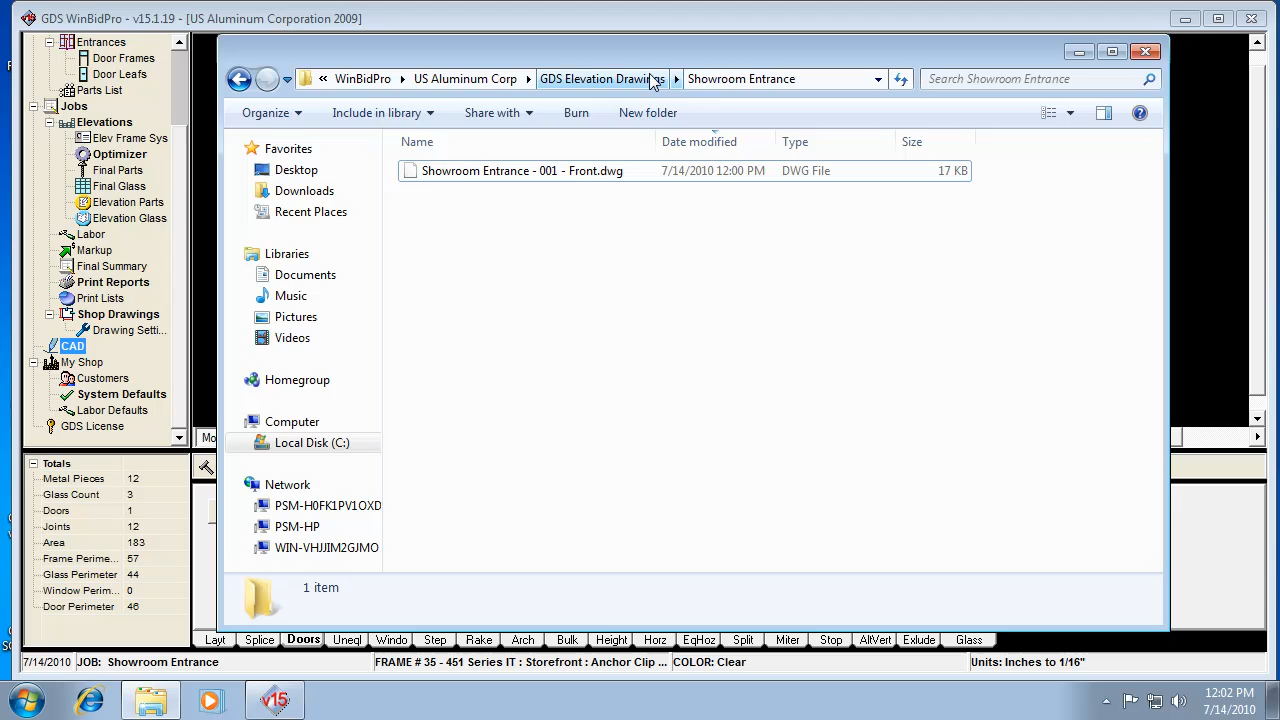 GDS WinBidPro - v15.1.19 - [US Aluminum Corporation 2009]
Entrances
Door Frames
Door Leafs
Parts List
Jobs
Elevations
Elev Frame Sys
Optimizer
Final Parts
Final Glass
Elevation Parts
Elevation Glass
Labor
Markup
Final Summary
Print Reports
Print Lists
Shop Drawings
Drawing Setti...
CAD
My Shop
Customers
System Defaults
Labor Defaults
GDS License
Totals
Metal Pieces 12
Glass Count 3
Doors 1
Joints 12
Area 183
Frame Perime... 57
Glass Perimeter 44
Window Perim... 0
Door Perimeter 46
« WinBidPro US Aluminum Corp GDS Elevation Drawings Showroom Entrance
Search Showroom Entrance
Organize Include in library Share with Burn New folder
Favorites
Desktop
Downloads
Recent Places
Libraries
Documents
Music
Pictures
Videos
Homegroup
Computer
Local Disk (C:)
Network
PSM-H0FK1PV1OXD
PSM-HP
WIN-VHJJIM2GJMO
Name Date modified Type Size
Showroom Entrance - 001 - Front.dwg 7/14/2010 12:00 PM DWG File 17 KB
1 item
Mo
Layt Splice Doors Uneql Windo Step Rake Arch Bulk Height Horz EqHor Split Miter Stop AltVert Exlude Glass
7/14/2010 JOB: Showroom Entrance FRAME # 35 - 451 Series IT : Storefront : Anchor Clip ... COLOR: Clear Units: Inches to 1/16"
v15
12:02 PM
7/14/2010